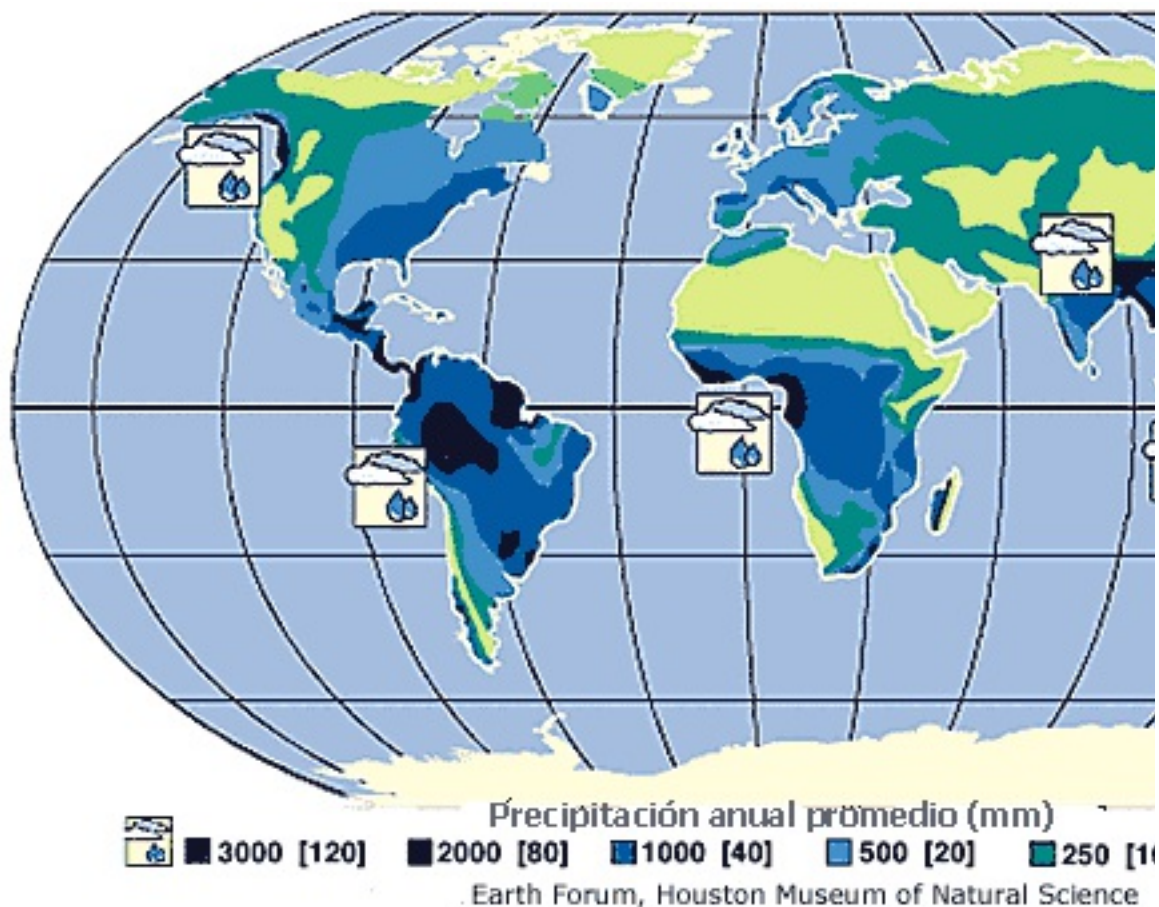 Precipitación anual promedio (mm)
3000 [120] 2000 [80] 1000 [40] 500 [20] 250 [1
Earth Forum, Houston Museum of Natural Science